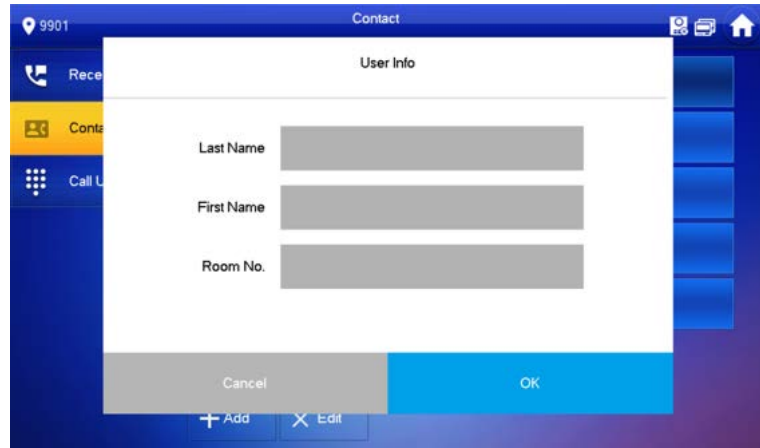 9901
Contact
Rece
Conta
Call U
User Info
Last Name
First Name
Room No.
Cancel
OK
Add
Edit